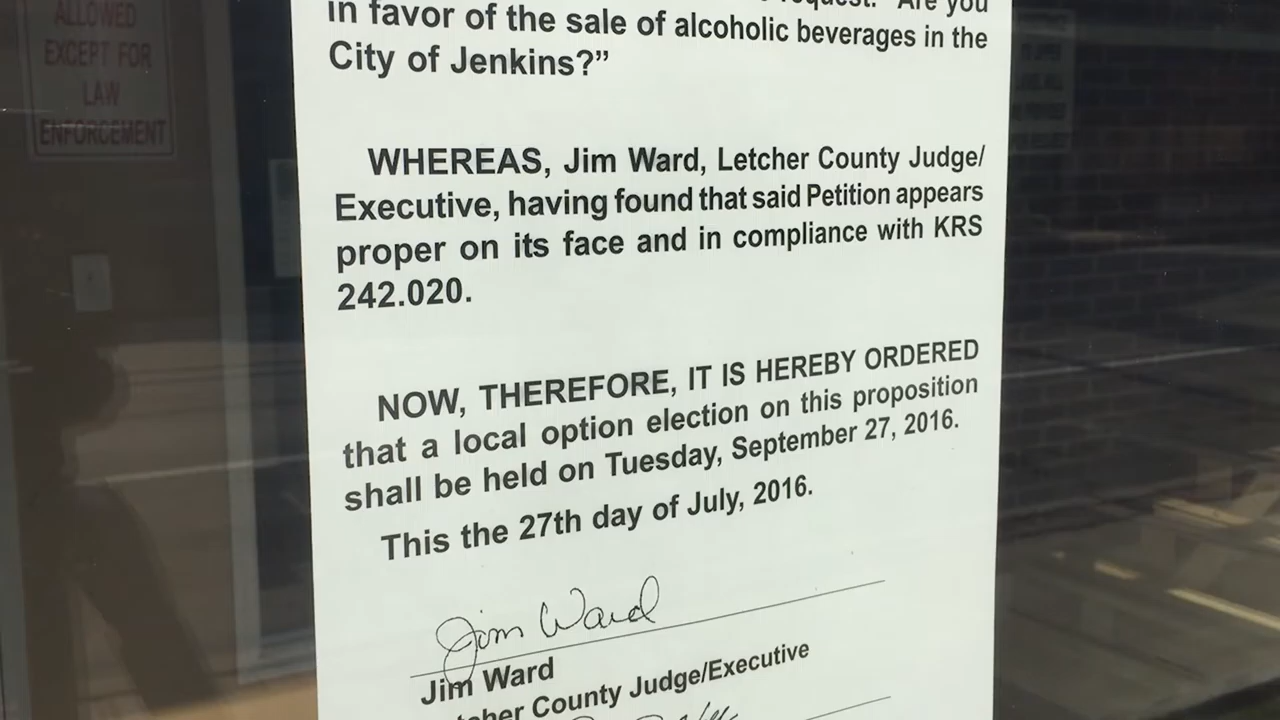 ALLOWED
EXCEPT FOR
LAW
ENFORCEMENT
request. "Are you
in favor of the sale of alcoholic beverages in the
City of Jenkins?”
WHEREAS, Jim Ward, Letcher County Judge/
Executive, having found that said Petition appears
proper on its face and in compliance with KRS
242.020.
NOW, THEREFORE, IT IS HEREBY ORDERED
that a local option election on this proposition
shall be held on Tuesday, September 27, 2016.
This the 27th day of July, 2016.
Jim Ward
Jim Ward
County Judge/Executive